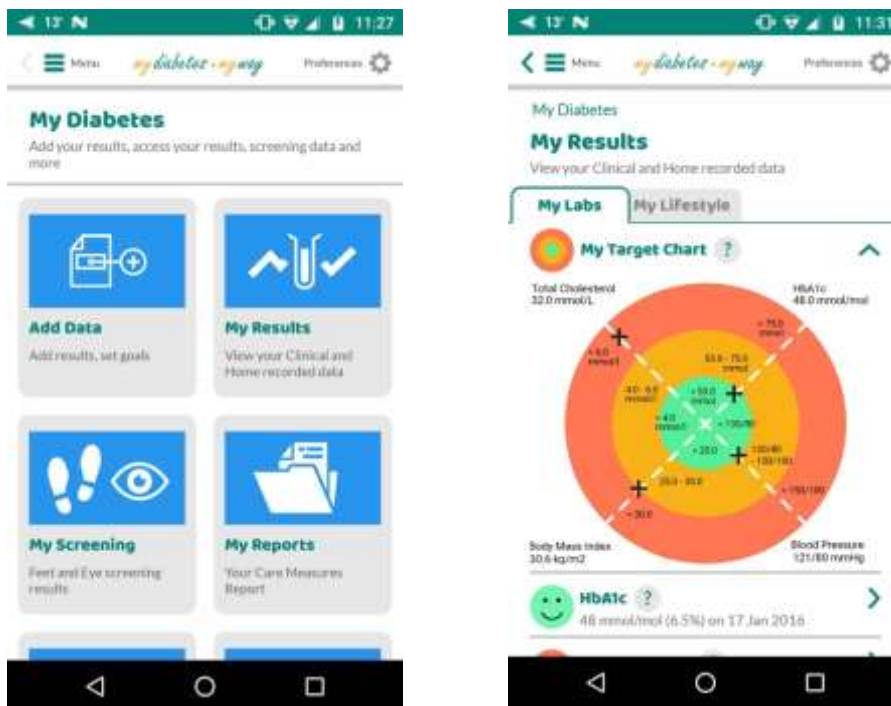 13° N 11:27
Menu my diabetes • my way Preferences
My Diabetes
Add your results, access your results, screening data and
more
Add Data
Add results, set goals
My Results
View your Clinical and
Home recorded data
My Screening
Feet and Eye screening
results
My Reports
Your Care Measures
Report
13° N 11:31
Menu my diabetes • my way Preferences
My Diabetes
My Results
View your Clinical and Home recorded data
My Labs My Lifestyle
My Target Chart ?
Total Cholesterol
32.0 mmol/L
HbA1c
48.0 mmol/mol
Body Mass Index
30.6 kg/m2
Blood Pressure
121/80 mmHg
HbA1c ?
48 mmol/mol (6.5%) on 17 Jan 2016